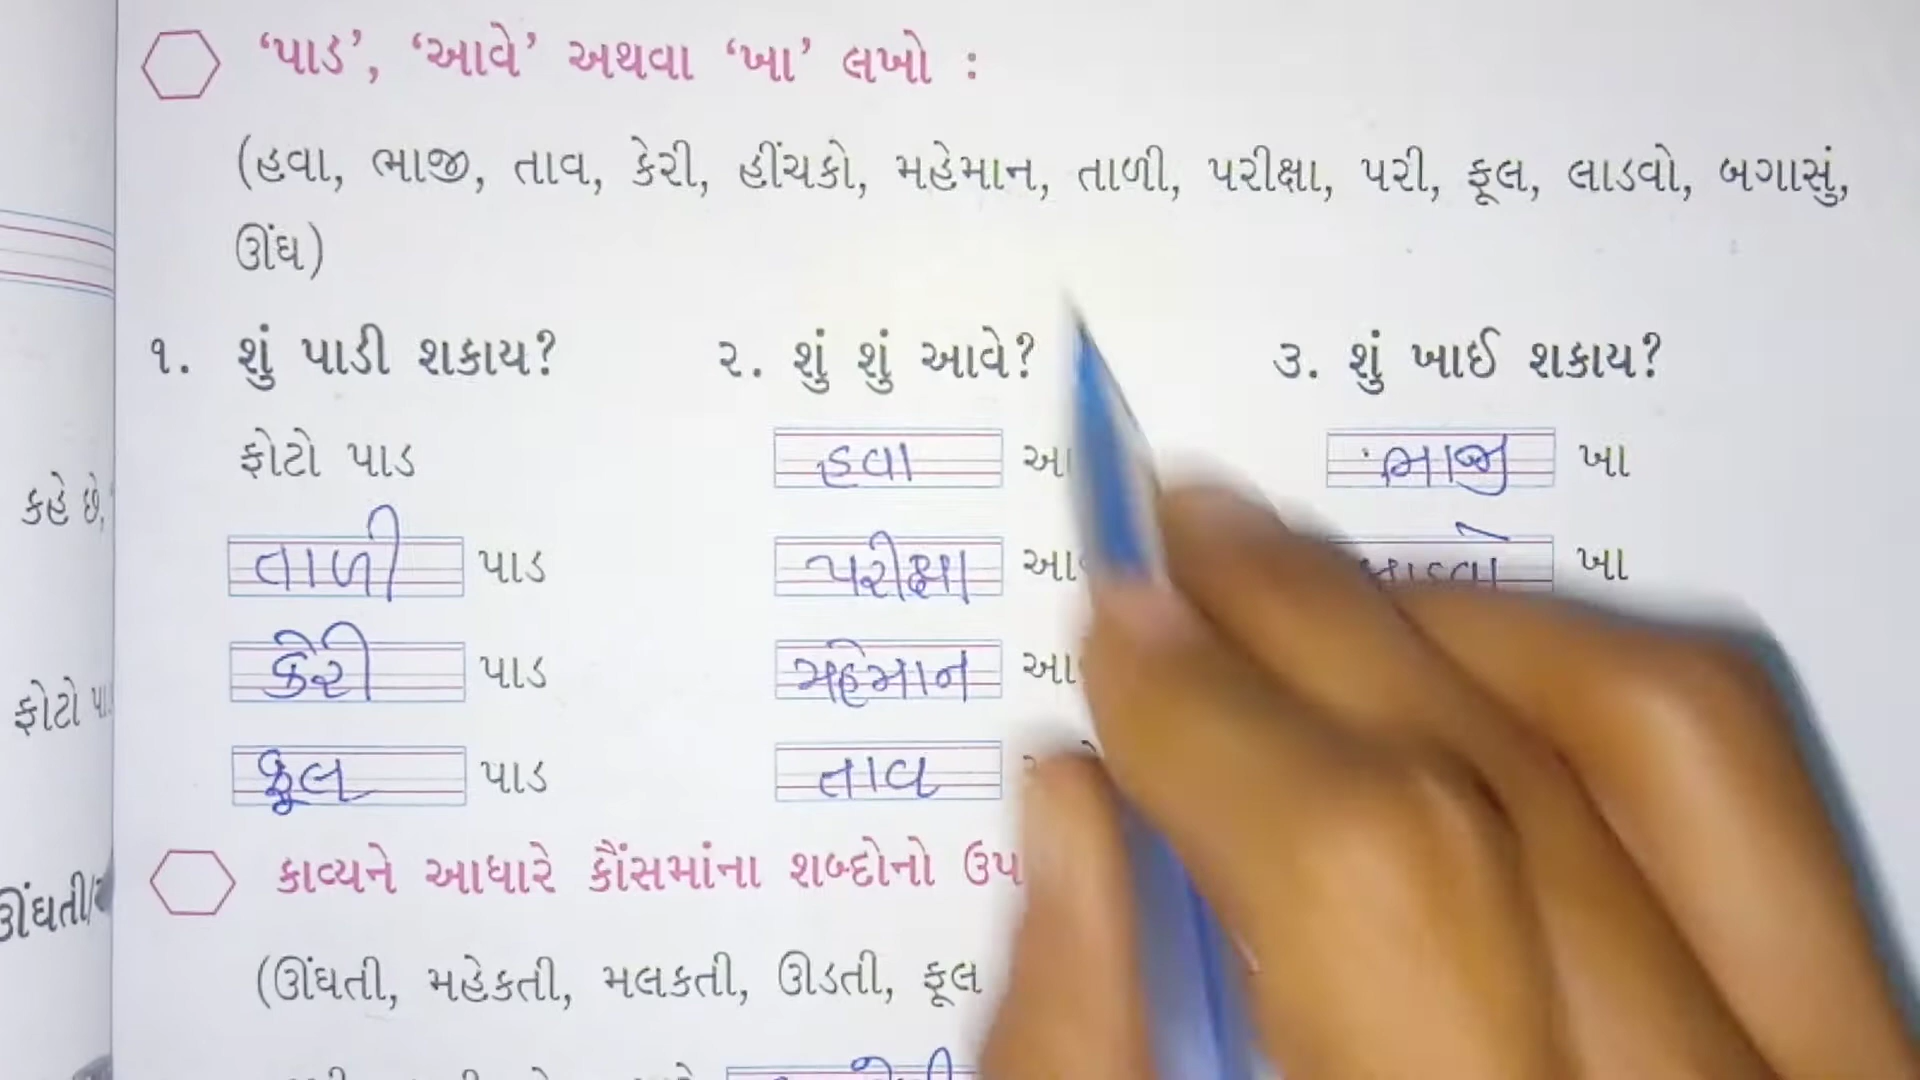 ‘પાડ’, ‘આવે’ અથવા ‘ખા’ લખો :
(હવા, ભાજી, તાવ, કેરી, હીંચકો, મહેમાન, તાળી, પરીક્ષા, પરી, ફૂલ, લાડવો, બગાસું,
ઊંઘ)
૧. શું પાડી શકાય? ૨. શું શું આવે? ૩. શું ખાઈ શકાય?
ફોટો પાડ હવા ભાજી ખા
કહે છે,
તાળી પાડ પરીક્ષા ખા
કેરી પાડ મહેમાન
ફોટો
ફૂલ પાડ તાવ
કાવ્યને આધારે કૌંસમાંના શબ્દોનો
ઊંઘતી/
(ઊંઘતી, મહેકતી, મલકતી, ઊડતી, ફૂલ